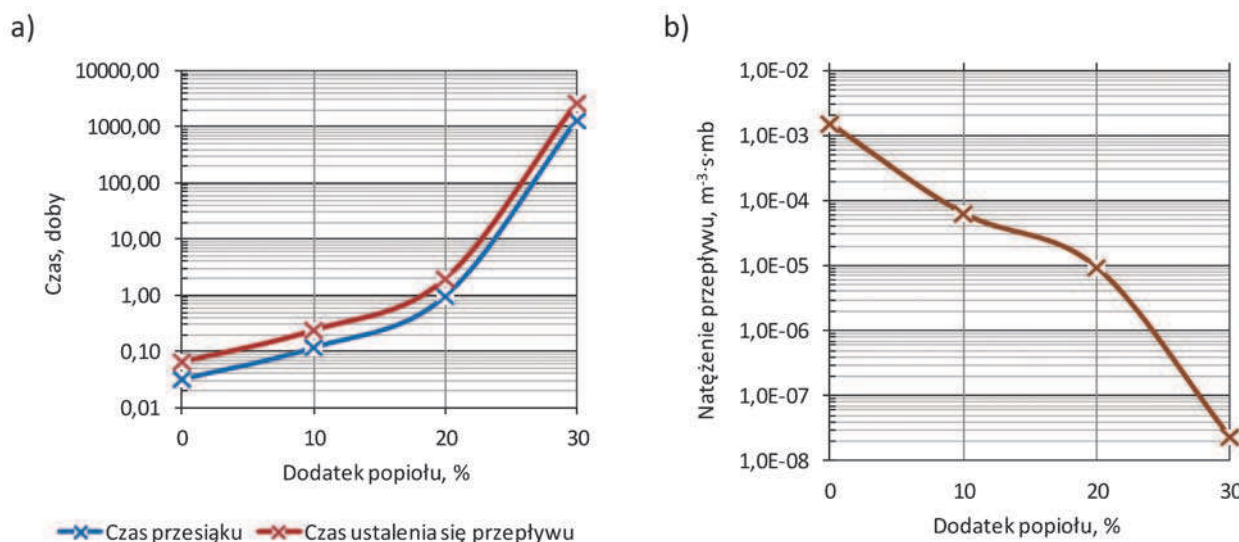 a)
Czas, doby
10000,00
1000,00
100,00
10,00
1,00
0,10
0,01
0 10 20 30
Dodatek popiołu, %
Czas przesiąku Czas ustalenia się przepływu
b)
Natężenie przepływu, m⁻³·s·mb
1,0E-02
1,0E-03
1,0E-04
1,0E-05
1,0E-06
1,0E-07
1,0E-08
0 10 20 30
Dodatek popiołu, %